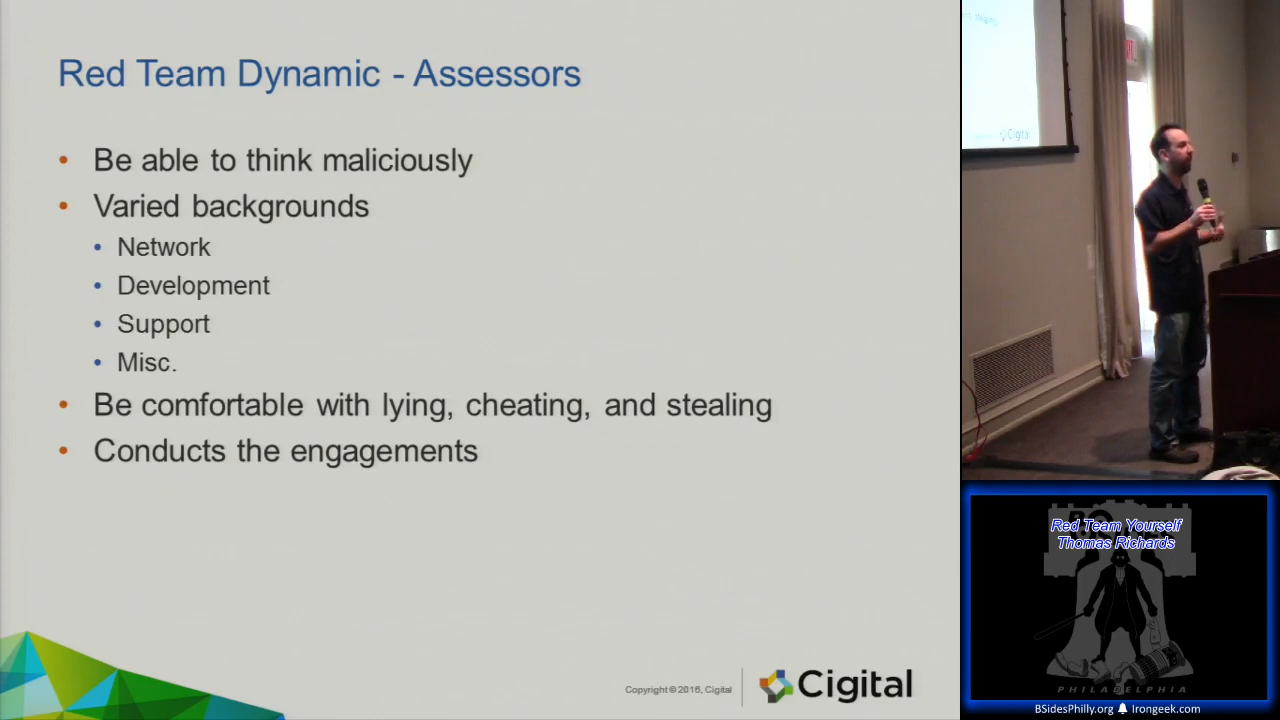 Red Team Dynamic - Assessors
• Be able to think maliciously
• Varied backgrounds
• Network
• Development
• Support
• Misc.
• Be comfortable with lying, cheating, and stealing
• Conducts the engagements
Copyright © 2016, Cigital
Cigital
Cigital
Red Team Yourself
Thomas Richards
PHILADELPHIA
BSidesPhilly.org Irongeek.com